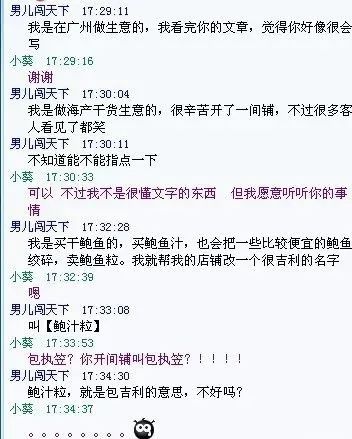 男儿闯天下 17:29:11
我是在广州做生意的，我看完你的文章，觉得你好像很会
写
小葵 17:29:16
谢谢
男儿闯天下 17:30:04
我是做海产干货生意的，很辛苦开了一间铺，不过很多客
人看见了都笑
男儿闯天下 17:30:11
不知道能不能指点一下
小葵 17:30:33
可以 不过我不是很懂文字的东西 但我愿意听听你的事
情
男儿闯天下 17:32:28
我是买干鲍鱼的，买鲍鱼汁，也会把一些比较便宜的鲍鱼
绞碎，卖鲍鱼粒。我就帮我的店铺改一个很吉利的名字
小葵 17:32:39
嗯
男儿闯天下 17:33:08
叫【鲍汁粒】
小葵 17:33:53
包执笠？你开间铺叫包执笠？！！！！
男儿闯天下 17:34:30
鲍汁粒，就是包吉利的意思，不好吗？
小葵 17:34:37
。。。。。。。。